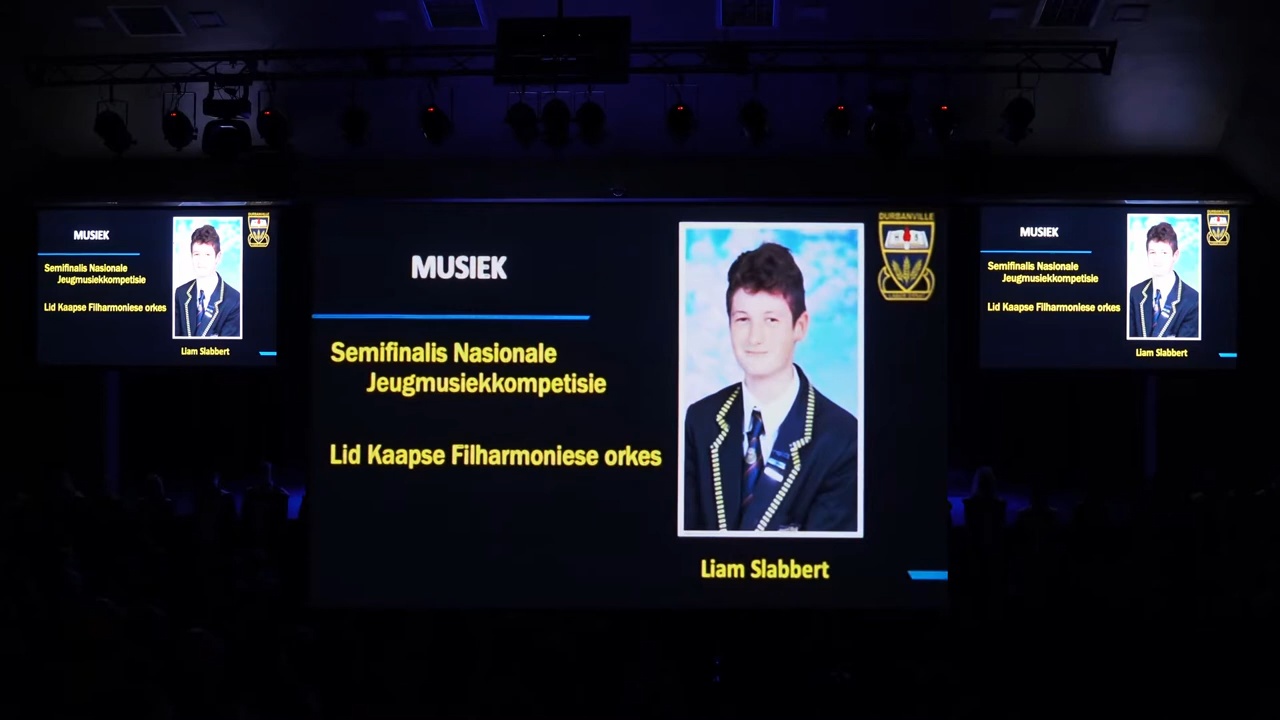 MUSIEK
Semifinalis Nasionale
Jeugmusiekkompetisie
Lid Kaapse Filharmoniese orkes
Liam Slabbert
DURBANVILLE
MUSIEK
Semifinalis Nasionale
Jeugmusiekkompetisie
Lid Kaapse Filharmoniese orkes
Liam Slabbert
DURBANVILLE
MUSIEK
Semifinalis Nasionale
Jeugmusiekkompetisie
Lid Kaapse Filharmoniese orkes
Liam Slabbert